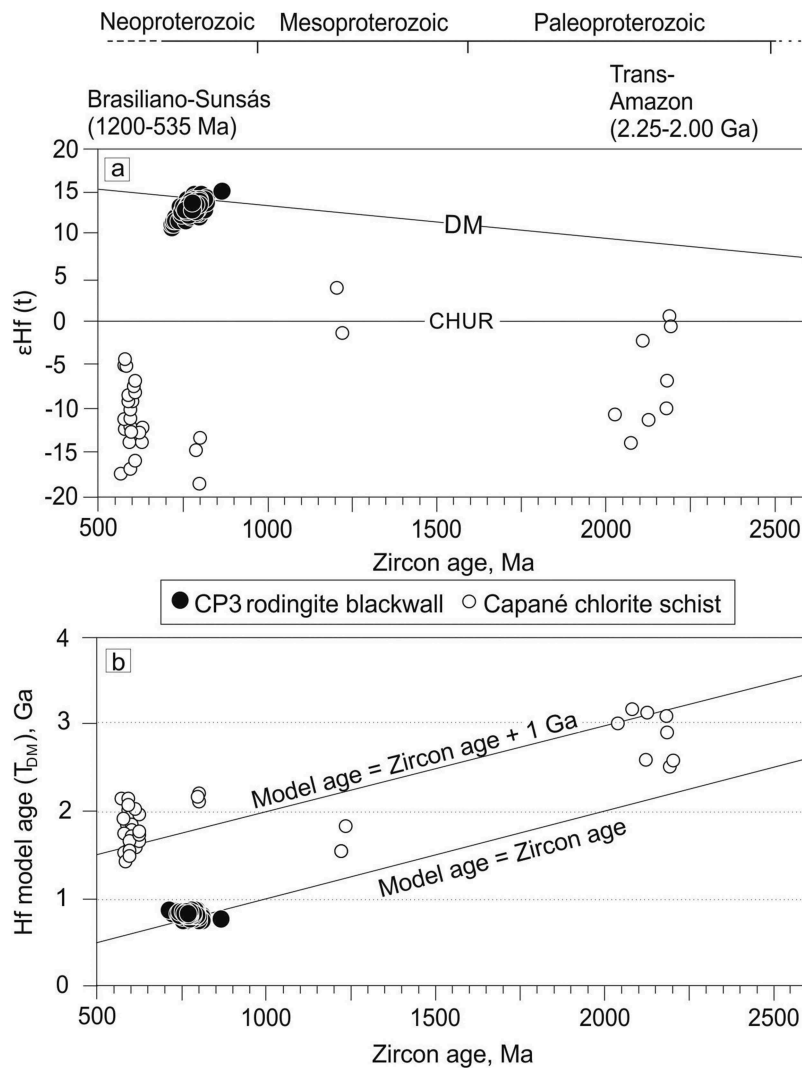 Neoproterozoic Mesoproterozoic Paleoproterozoic
Brasiliano-Sunsás
(1200-535 Ma)
Trans-
Amazon
(2.25-2.00 Ga)
a
20
15
10
5
0
-5
-10
-15
-20
εHf (t)
DM
CHUR
500 1000 1500 2000 2500
Zircon age, Ma
CP3 rodingite blackwall Capané chlorite schist
b
4
3
2
1
0
Hf model age (TDM), Ga
Model age = Zircon age + 1 Ga
Model age = Zircon age
500 1000 1500 2000 2500
Zircon age, Ma